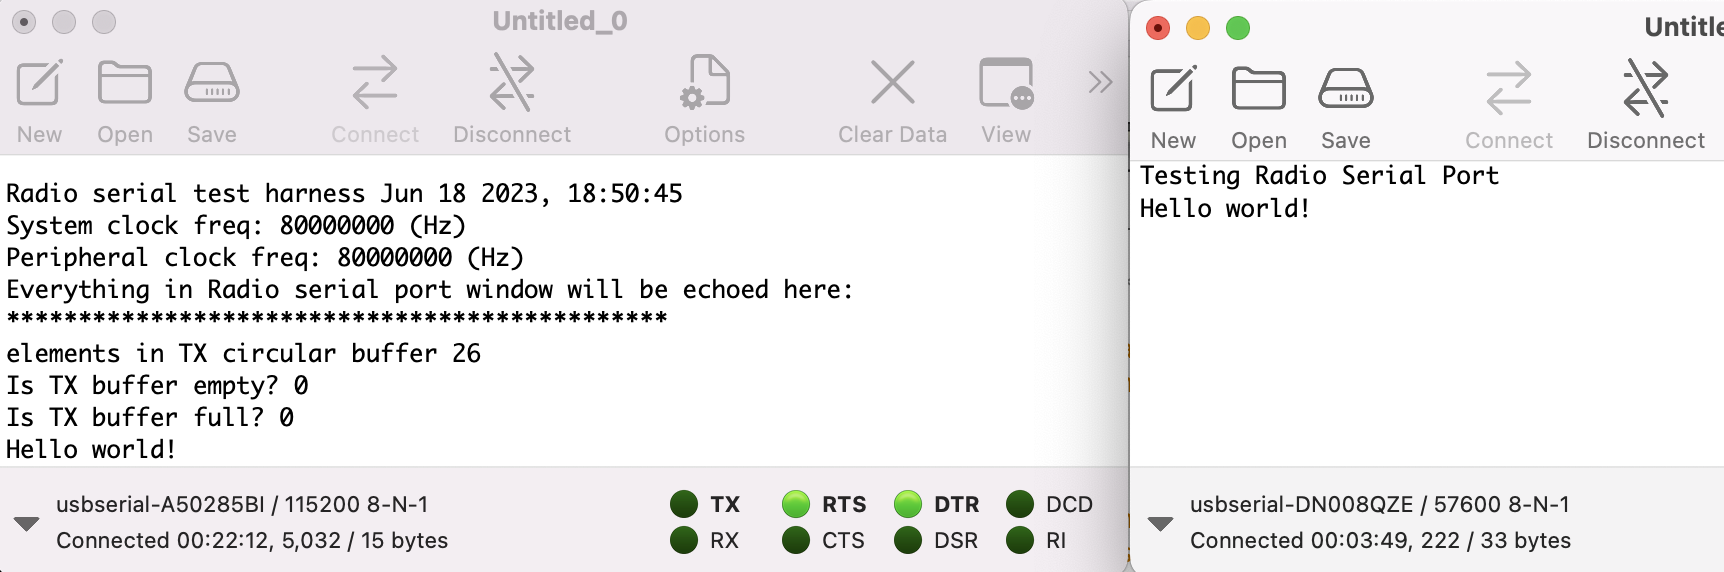 Untitled_0
New Open Save Connect Disconnect Options Clear Data View
Radio serial test harness Jun 18 2023, 18:50:45
System clock freq: 80000000 (Hz)
Peripheral clock freq: 80000000 (Hz)
Everything in Radio serial port window will be echoed here:
**********************************************
elements in TX circular buffer 26
Is TX buffer empty? 0
Is TX buffer full? 0
Hello world!
usbserial-A50285BI / 115200 8-N-1 TX RTS DTR DCD
Connected 00:22:12, 5,032 / 15 bytes RX CTS DSR RI
Untitle
New Open Save Connect Disconnect
Testing Radio Serial Port
Hello world!
usbserial-DN008QZE / 57600 8-N-1
Connected 00:03:49, 222 / 33 bytes